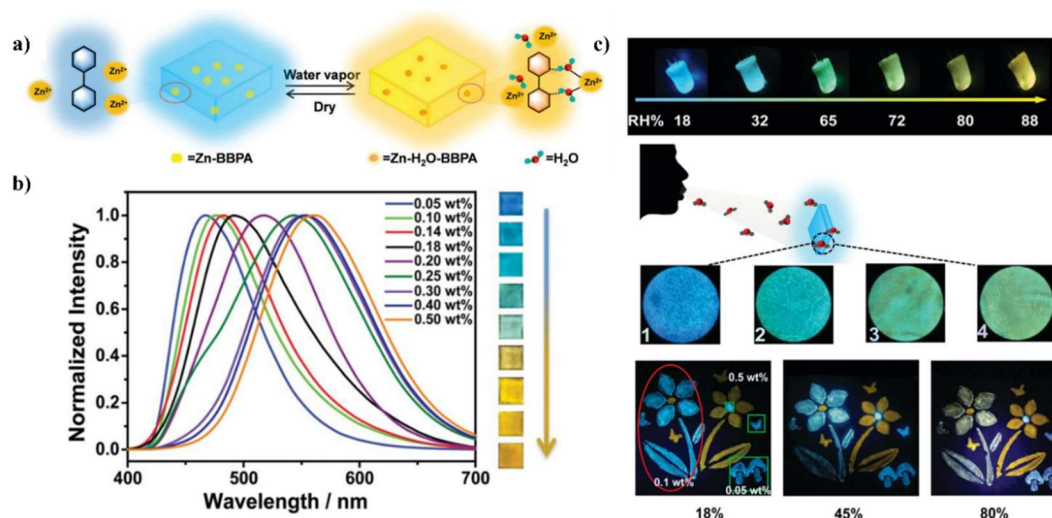 a)
Zn²⁺
Zn²⁺
Zn²⁺
Water vapor
Dry
Zn²⁺
Zn²⁺
Zn²⁺
=Zn-BBPA
=Zn-H₂O-BBPA
=H₂O
b)
Normalized Intensity
1.0
0.8
0.6
0.4
0.2
0.0
400
500
600
700
Wavelength / nm
0.05 wt%
0.10 wt%
0.14 wt%
0.18 wt%
0.20 wt%
0.25 wt%
0.30 wt%
0.40 wt%
0.50 wt%
c)
RH%
18
32
65
72
80
88
1
2
3
4
0.5 wt%
0.1 wt%
0.05 wt%
18%
45%
80%